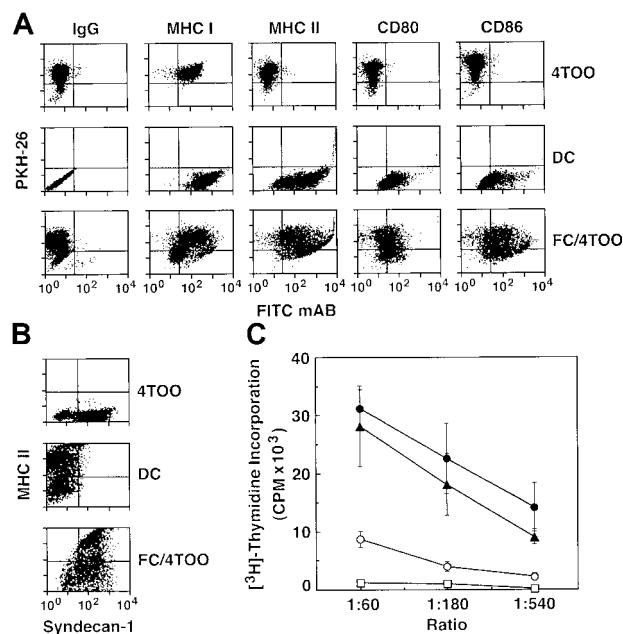 A
IgG MHC I MHC II CD80 CD86
PKH-26
4TOO
DC
FC/4TOO
10⁰ 10² 10⁴ 10⁰ 10² 10⁴ 10⁰ 10² 10⁴ 10⁰ 10² 10⁴ 10⁰ 10² 10⁴
FITC mAB
B
MHC II
4TOO
DC
FC/4TOO
10⁰ 10² 10⁴
Syndecan-1
C
[³H]-Thymidine Incorporation
(CPM x 10³)
40
30
20
10
0
1:60 1:180 1:540
Ratio